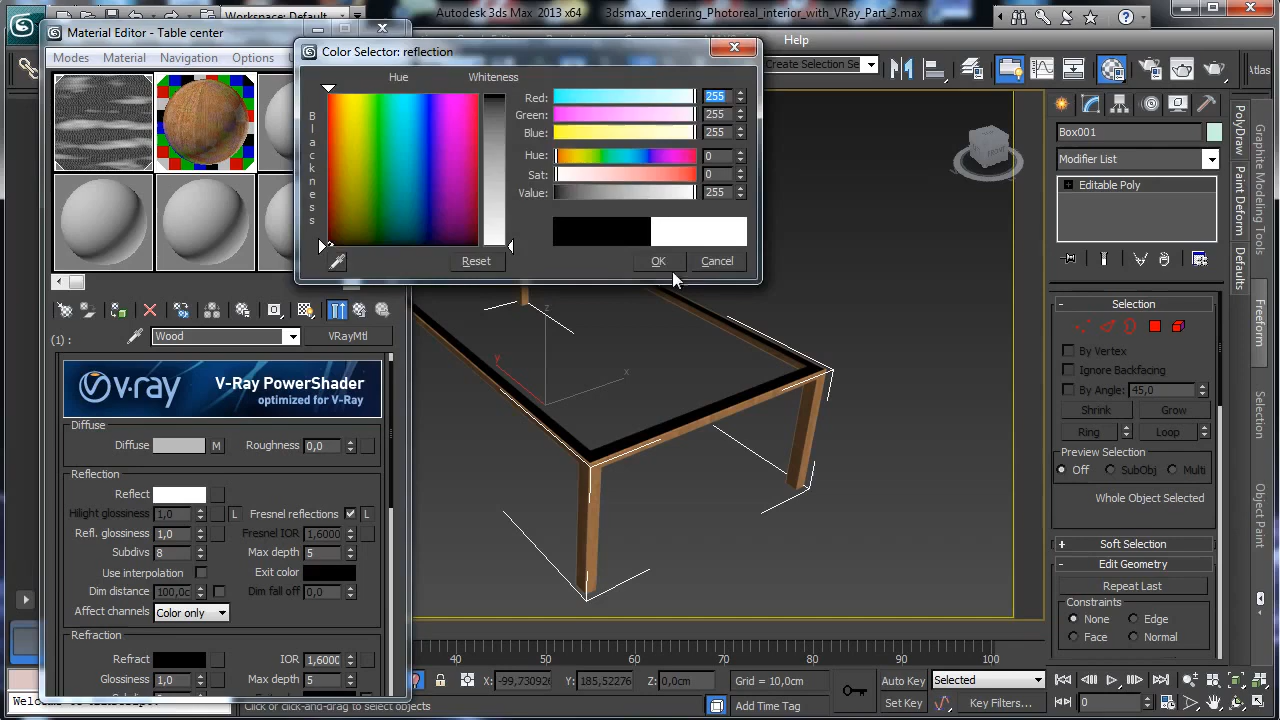 Workspace: Default
Autodesk 3ds Max 2013 x64
3dsmax_rendering_Photoreal_interior_with_VRay_Part_3.max
Material Editor - Table center
Modes
Material
Navigation
Options
Color Selector: reflection
Help
Create Selection Se
Atlas
Hue
Whiteness
Blackness
Red:
255
Green:
255
Blue:
255
Hue:
0
Sat:
0
Value:
255
Reset
OK
Cancel
(1) :
Wood
VRayMtl
v·ray
V-Ray PowerShader
optimized for V-Ray
Diffuse
Diffuse
M
Roughness
0,0
Reflection
Reflect
Hilight glossiness
1,0
L
Fresnel reflections
L
Refl. glossiness
1,0
Fresnel IOR
1,6000
Subdivs
8
Max depth
5
Use interpolation
Exit color
Dim distance
100,0c
Dim fall off
0,0
Affect channels
Color only
Refraction
Refract
IOR
1,6000
Glossiness
1,0
Max depth
5
z
y
x
Box001
Modifier List
Editable Poly
Selection
By Vertex
Ignore Backfacing
By Angle:
45,0
Shrink
Grow
Ring
Loop
Preview Selection
Off
SubObj
Multi
Whole Object Selected
Soft Selection
Edit Geometry
Repeat Last
Constraints
None
Edge
Face
Normal
PolyDraw
Paint Deform
Defaults
Graphite Modeling Tools
Freeform
Selection
Object Paint
40
50
60
70
80
90
100
X:
-99,730926
Y:
185,52276
Z:
0,0cm
Grid = 10,0cm
Add Time Tag
Auto Key
Selected
Set Key
Key Filters...
0
Click or click-and-drag to select objects